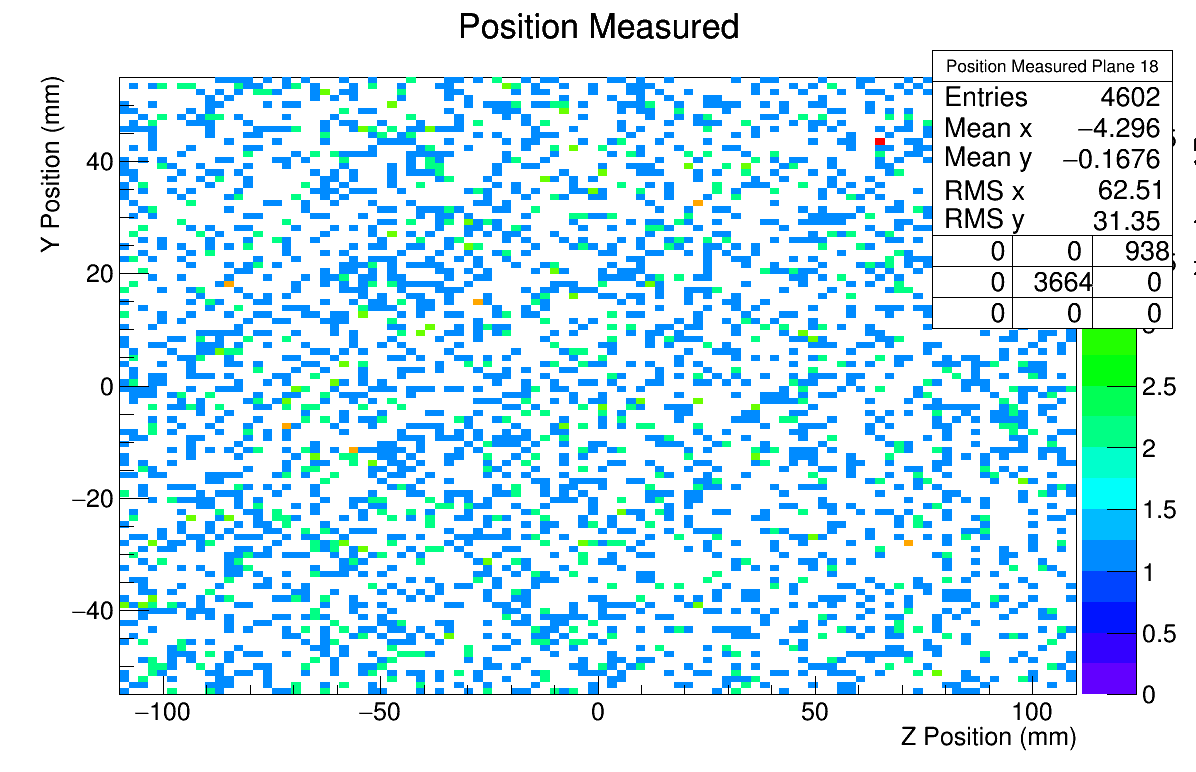 Position Measured
Position Measured Plane 18
Entries 4602
Mean x −4.296
Mean y −0.1676
RMS x 62.51
RMS y 31.35
0 0 938
0 3664 0
0 0 0
Y Position (mm)
40
20
0
−20
−40
−100 −50 0 50 100
Z Position (mm)
2.5
2
1.5
1
0.5
0